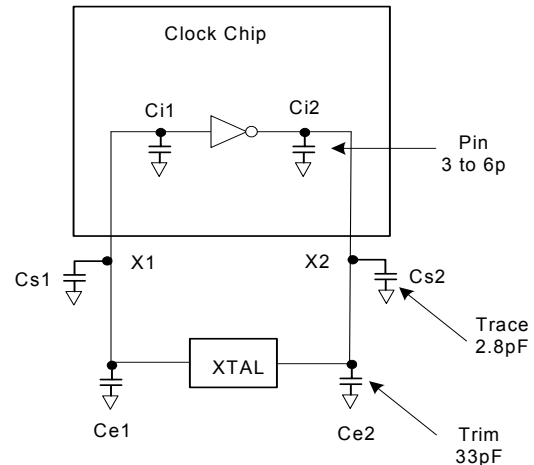 Clock Chip
Ci1
Ci2
Pin
3 to 6p
X1
X2
Cs1
Cs2
Trace
2.8pF
XTAL
Ce1
Ce2
Trim
33pF